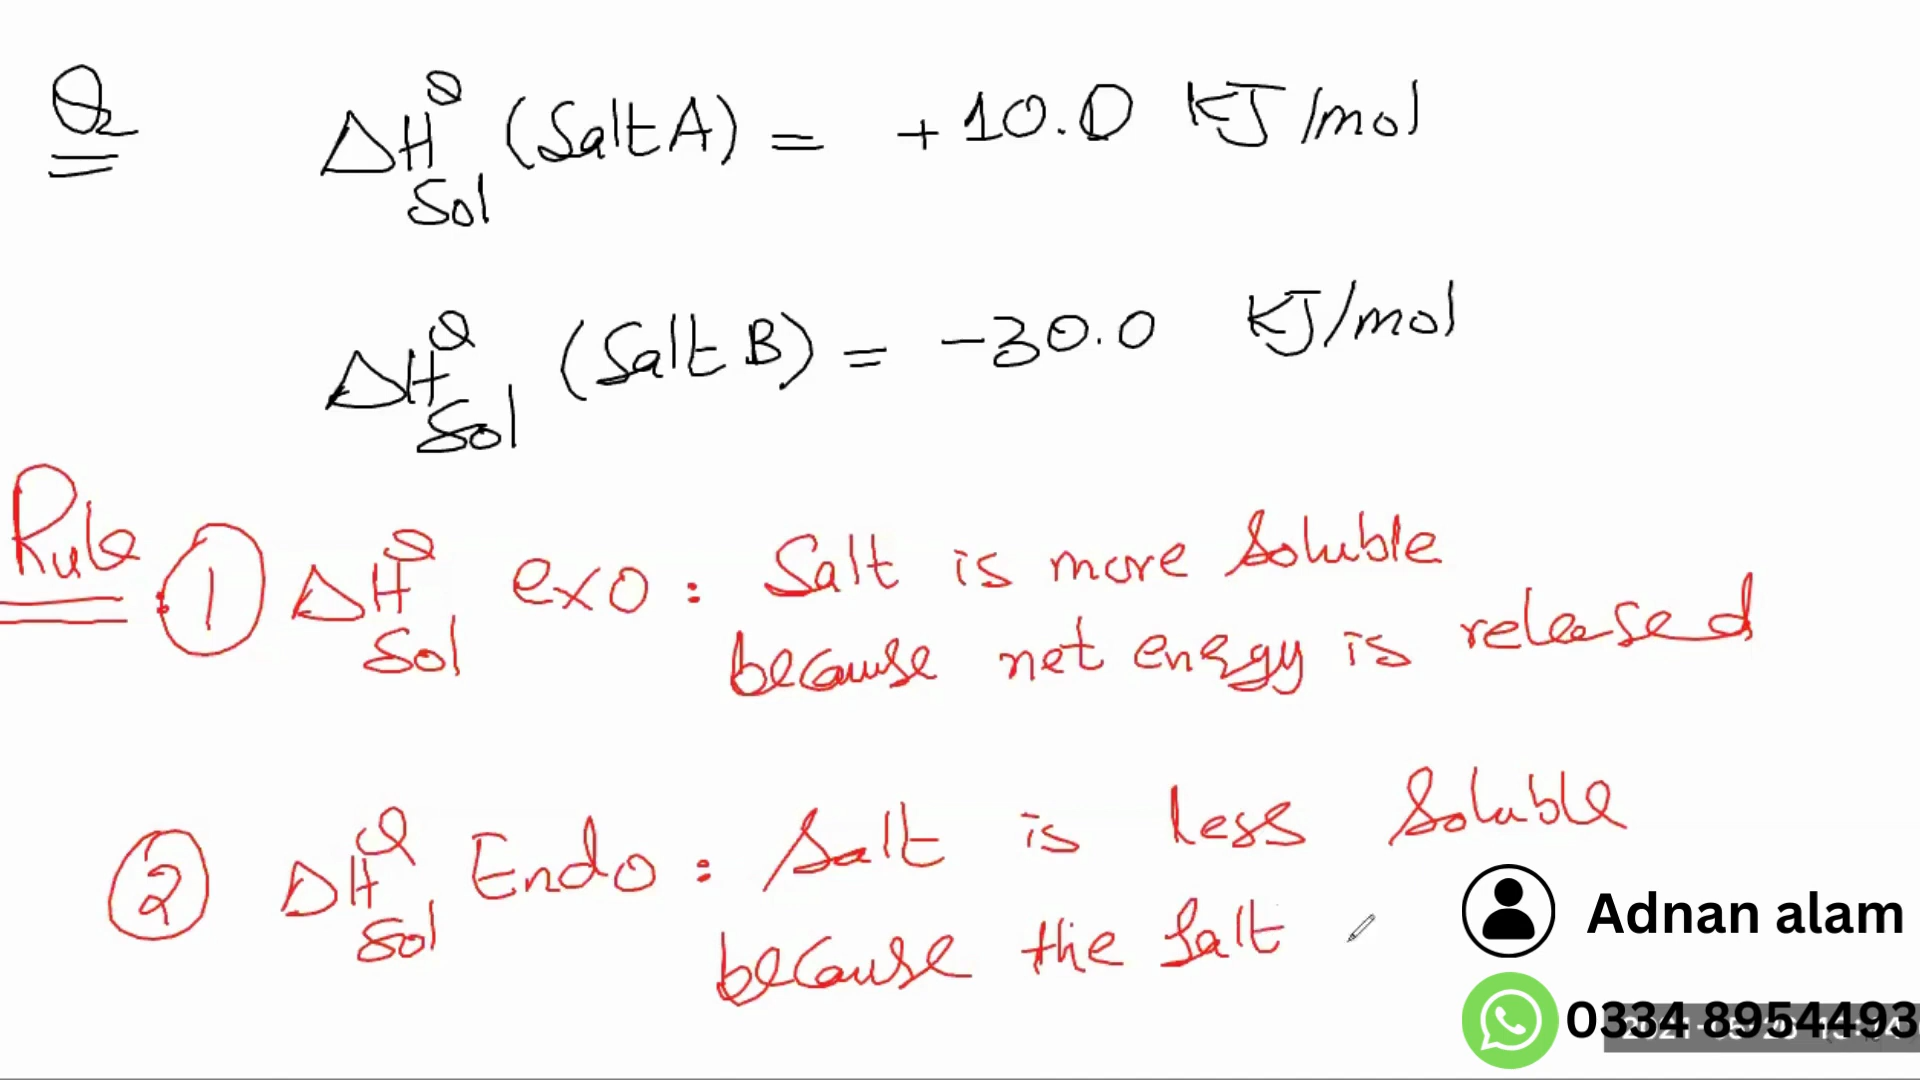 Q2 ΔH°sol (Salt A) = +10.0 KJ/mol
ΔH°sol (Salt B) = -30.0 KJ/mol
Rule
① ΔH°sol exo : Salt is more Soluble
because net energy is released
② ΔH°sol Endo : Salt is less Soluble
because the Salt
Adnan alam
0334 8954493